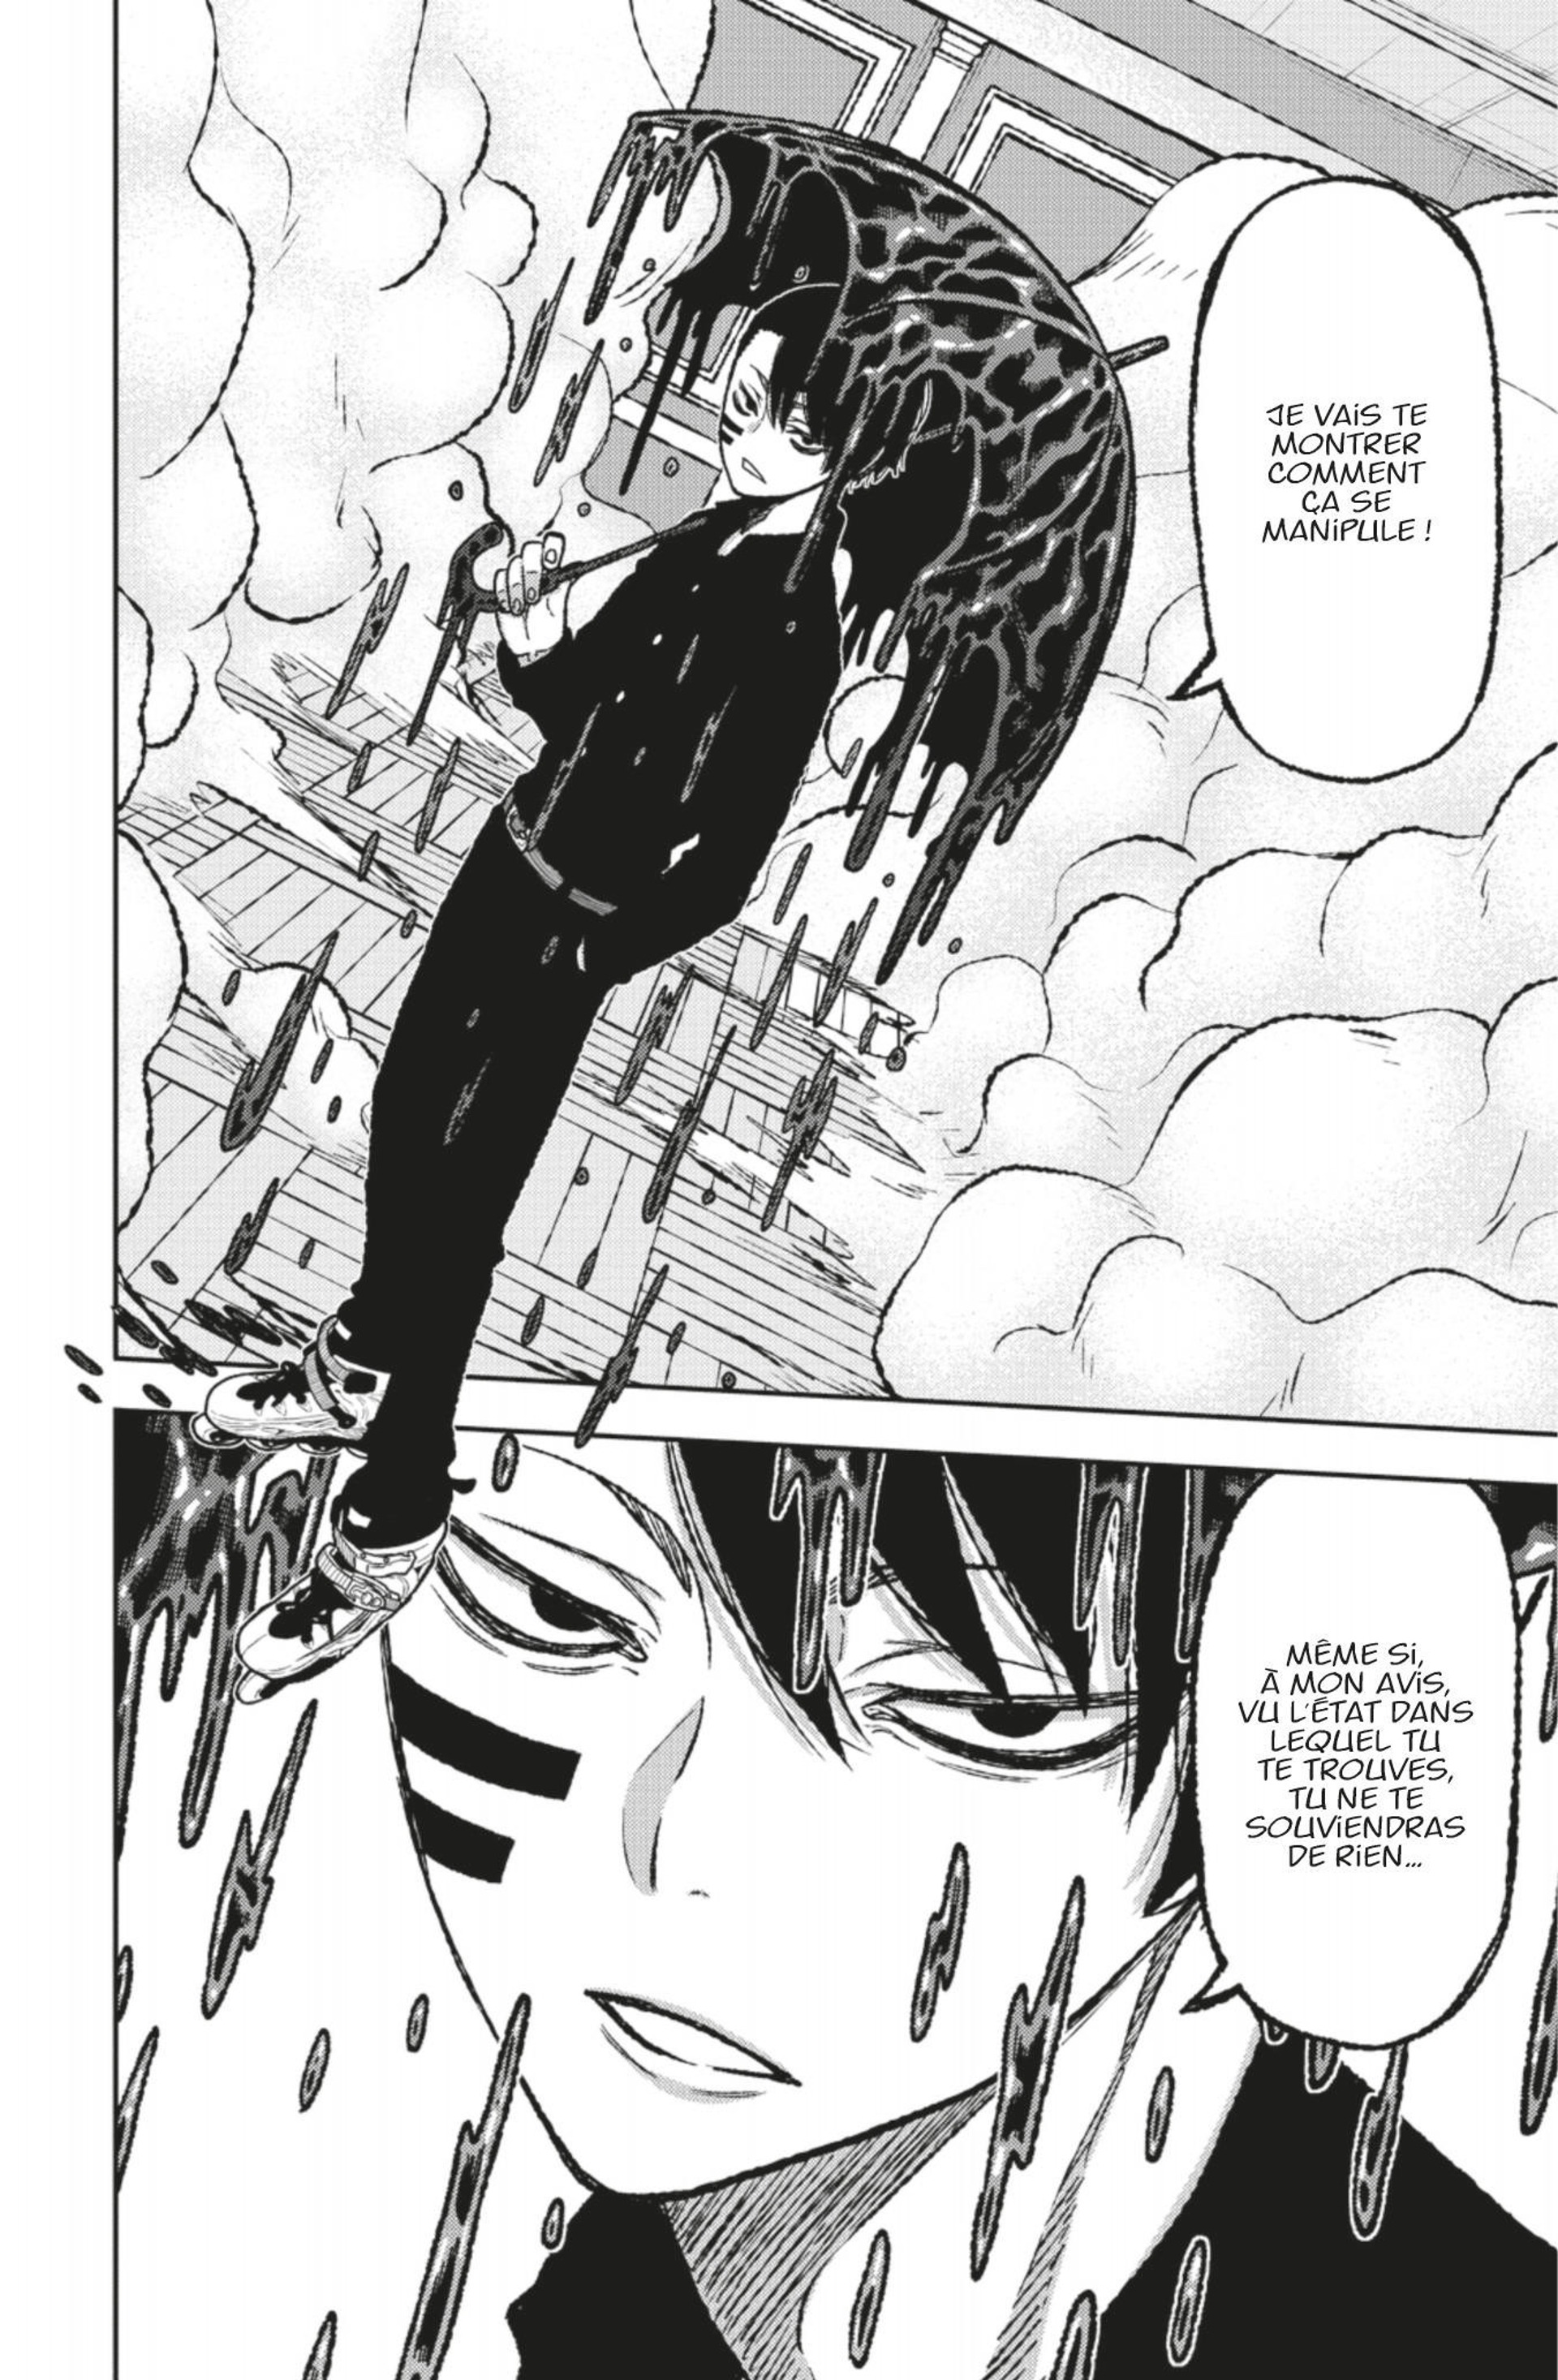 JE VAIS TE
MONTRER
COMMENT
ÇA SE
MANIPULE !
MÊME SI,
À MON AVIS,
VU L'ÉTAT DANS
LEQUEL TU
TE TROUVES,
TU NE TE
SOUVIENDRAS
DE RIEN...